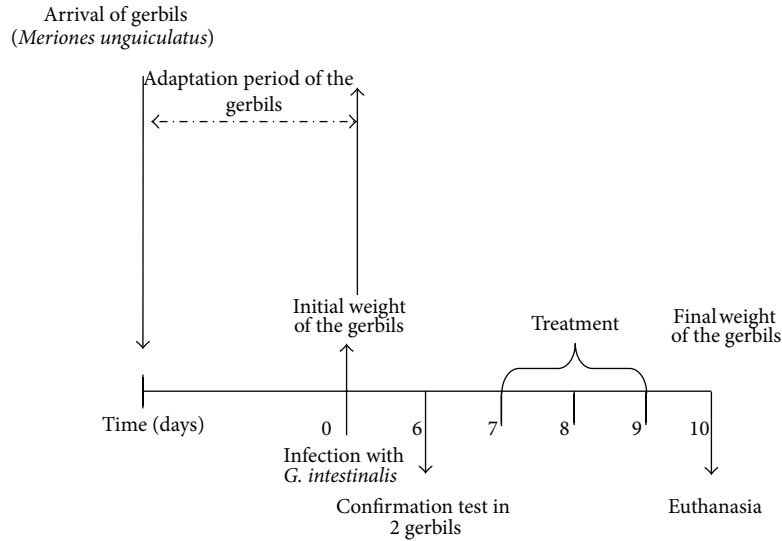 Arrival of gerbils
(Meriones unguiculatus)
Adaptation period of the
gerbils
Initial weight
of the gerbils
Treatment
Final weight
of the gerbils
Time (days)
0
6
7
8
9
10
Infection with
G. intestinalis
Confirmation test in
2 gerbils
Euthanasia